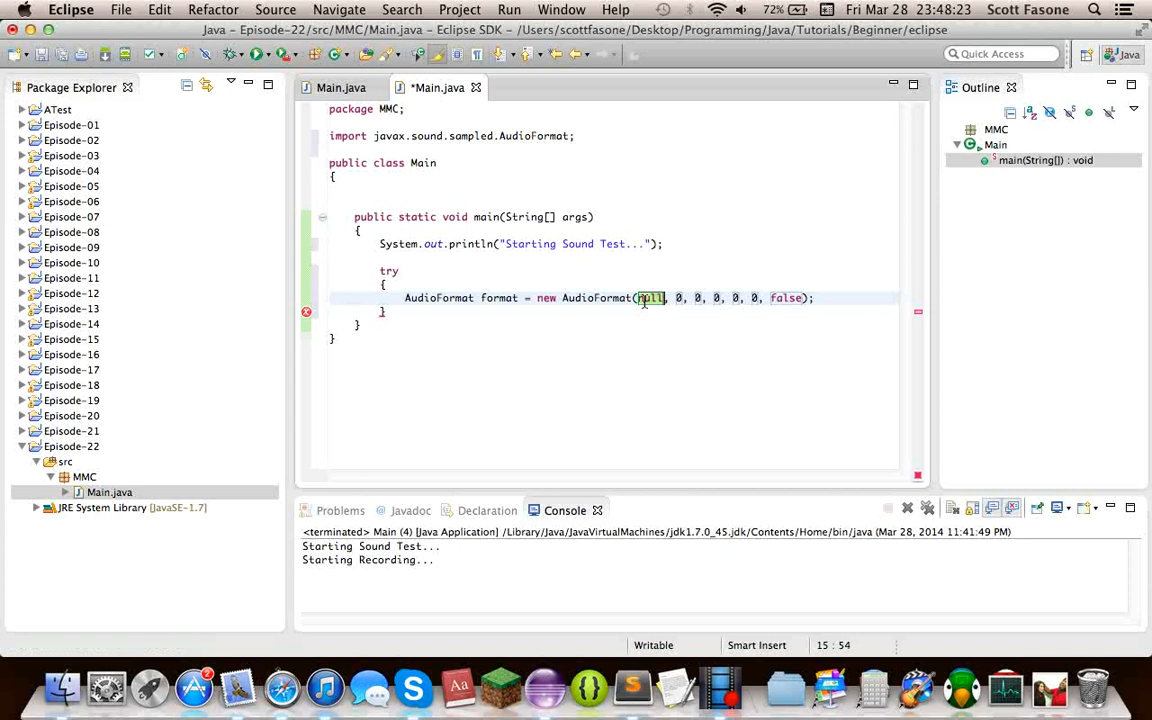 Eclipse File Edit Refactor Source Navigate Search Project Run Window Help 72% Fri Mar 28 23:48:23 Scott Fasone
Java - Episode-22/src/MMC/Main.java - Eclipse SDK - /Users/scottfasone/Desktop/Programming/Java/Tutorials/Beginner/eclipse
Quick Access
Java
Package Explorer
ATest
Episode-01
Episode-02
Episode-03
Episode-04
Episode-05
Episode-06
Episode-07
Episode-08
Episode-09
Episode-10
Episode-11
Episode-12
Episode-13
Episode-14
Episode-15
Episode-16
Episode-17
Episode-18
Episode-19
Episode-20
Episode-21
Episode-22
src
MMC
Main.java
JRE System Library [JavaSE-1.7]
Main.java *Main.java
package MMC;
import javax.sound.sampled.AudioFormat;
public class Main
{
public static void main(String[] args)
{
System.out.println("Starting Sound Test...");
try
{
AudioFormat format = new AudioFormat(null, 0, 0, 0, 0, 0, false);
}
}
}
Outline
MMC
Main
main(String[]) : void
Problems Javadoc Declaration Console
<terminated> Main (4) [Java Application] /Library/Java/JavaVirtualMachines/jdk1.7.0_45.jdk/Contents/Home/bin/java (Mar 28, 2014 11:41:49 PM)
Starting Sound Test...
Starting Recording...
Writable Smart Insert 15 : 54
2